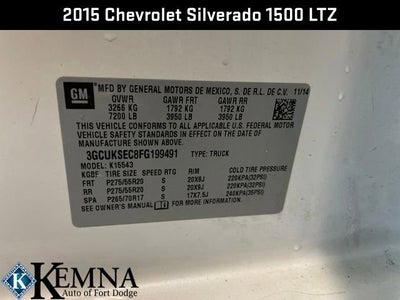 2015 Chevrolet Silverado 1500 LTZ
GM
MFD BY GENERAL MOTORS DE MEXICO, S. DE R.L. DE C.V. 11/14
GVWR GAWR FRT GAWR RR
3266 KG 1792 KG 1792 KG
7200 LB 3950 LB 3950 LB
THIS VEHICLE CONFORMS TO ALL APPLICABLE U.S. FEDERAL MOTOR
VEHICLE SAFETY STANDARDS IN EFFECT ON THE DATE OF
MANUFACTURE SHOWN ABOVE.
3GCUKSEC8FG199491 TYPE: TRUCK
MODEL: K15543
KGBF TIRE SIZE SPEED RTG RIM COLD TIRE PRESSURE
FRT P275/55R20 S 20X9J 220KPA(32PSI)
RR P275/55R20 S 20X9J 220KPA(32PSI)
SPA P265/70R17 S 17X7.5J 240KPA(35PSI)
SEE OWNER'S MANUAL FOR ADDITIONAL INFORMATION.
KEMNA
Auto of Fort Dodge